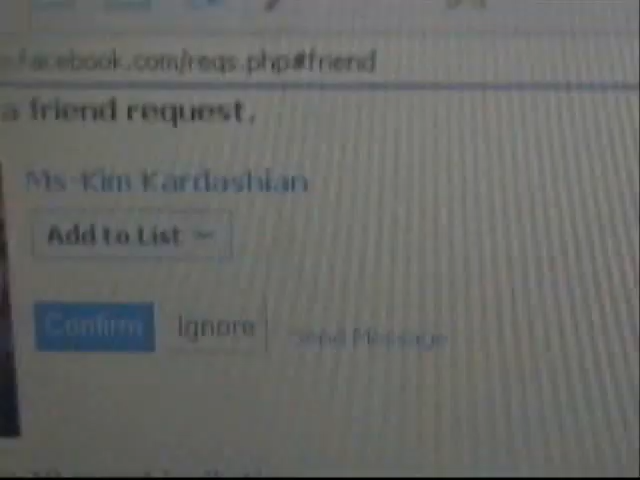 facebook.com/reqs.php#friend
a friend request.
Ms Kim Kardashian
Add to List
Confirm Ignore Send Message